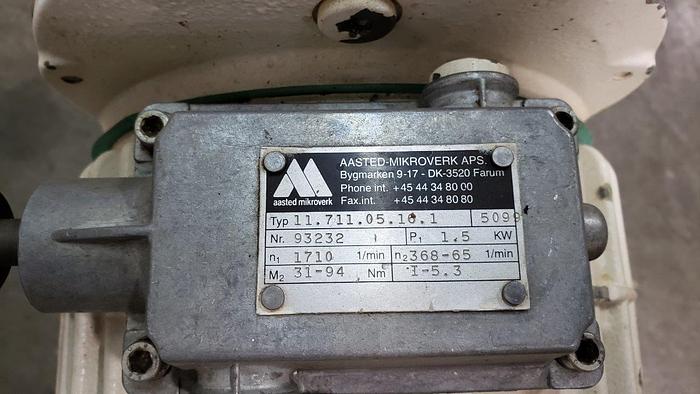 AASTED-MIKROVERK APS.
Bygmarken 9-17 - DK-3520 Farum
Phone int. +45 44 34 80 00
Fax.int. +45 44 34 80 80
aasted mikroverk
Typ 11.711.05.16.1 5099
Nr. 93232 P1 1.5 KW
n1 1710 1/min n2 368-65 1/min
M2 31-94 Nm I-5.3